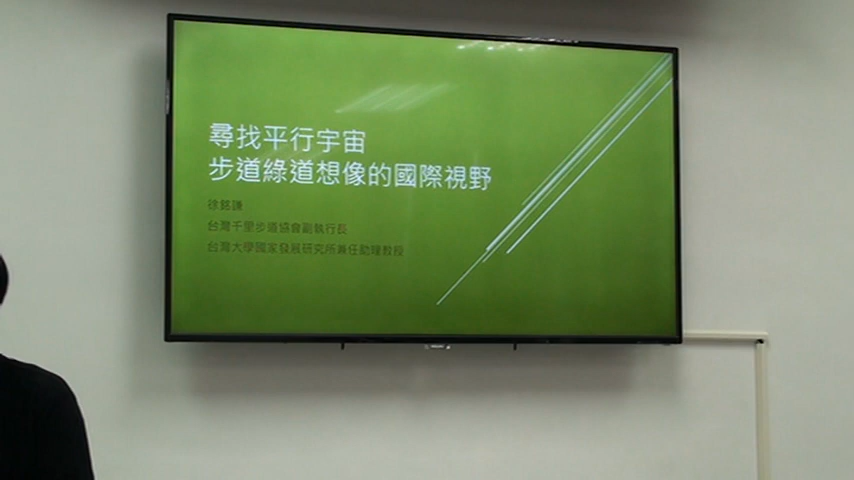 尋找平行宇宙
步道綠道想像的國際視野
徐銘謙
台灣千里步道協會副執行長
台灣大學國家發展研究所兼任助理教授